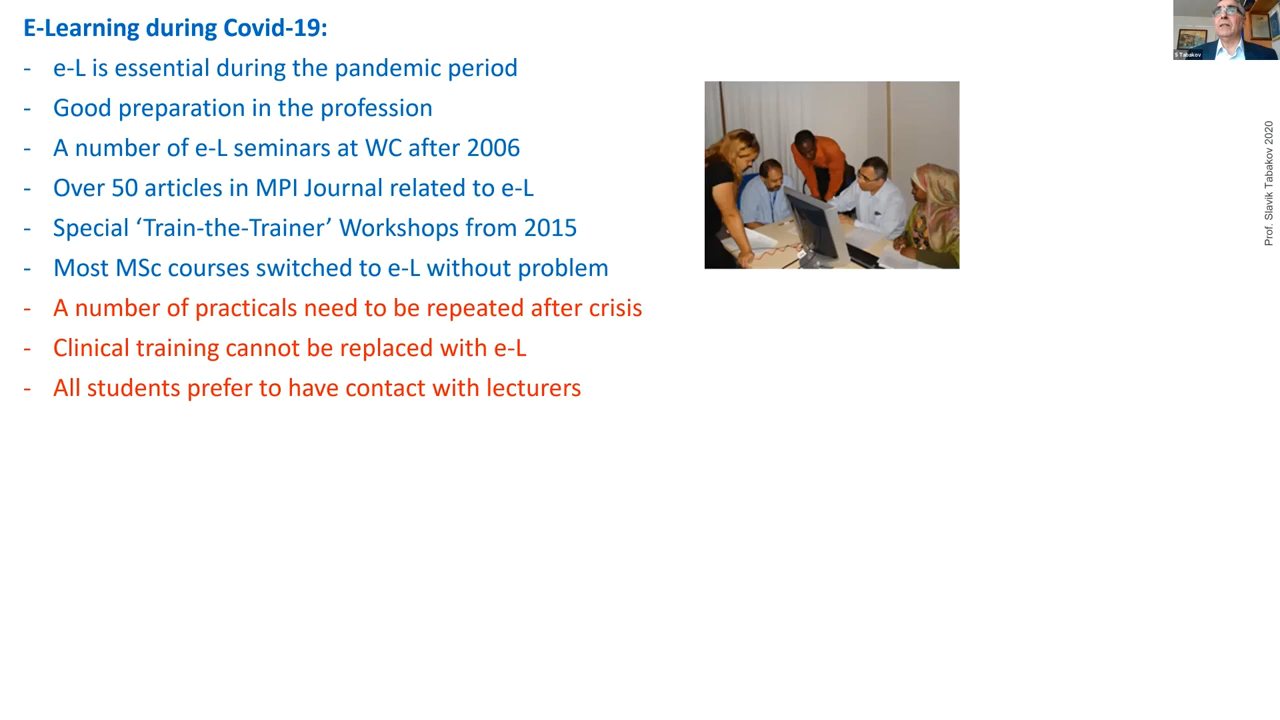 E-Learning during Covid-19:
- e-L is essential during the pandemic period
- Good preparation in the profession
- A number of e-L seminars at WC after 2006
- Over 50 articles in MPI Journal related to e-L
- Special ‘Train-the-Trainer’ Workshops from 2015
- Most MSc courses switched to e-L without problem
- A number of practicals need to be repeated after crisis
- Clinical training cannot be replaced with e-L
- All students prefer to have contact with lecturers
S Tabakov
Prof. Slavik Tabakov 2020